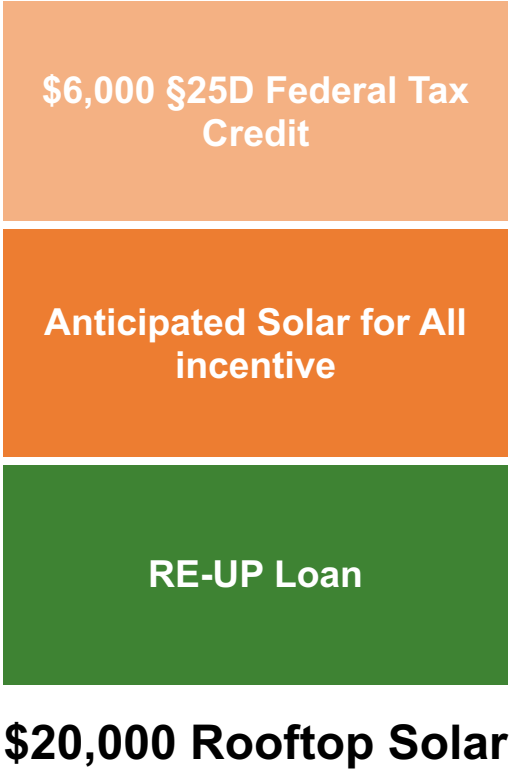 $6,000 §25D Federal Tax
Credit
Anticipated Solar for All
incentive
RE-UP Loan
$20,000 Rooftop Solar